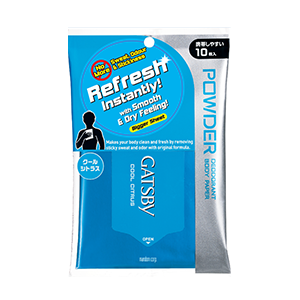 No
More
Sweat, Odour
& Stickiness!
Refresh
Instantly!
with Smooth
& Dry Feeling!
Bigger Sheet
Makes your body clean and fresh by removing
sticky sweat and odor with original formula.
クール
シトラス
GATSBY
COOL CITRUS
OPEN
mandom corp.
携帯しやすい
10枚入
POWDER
DEODORANT
BODY PAPER